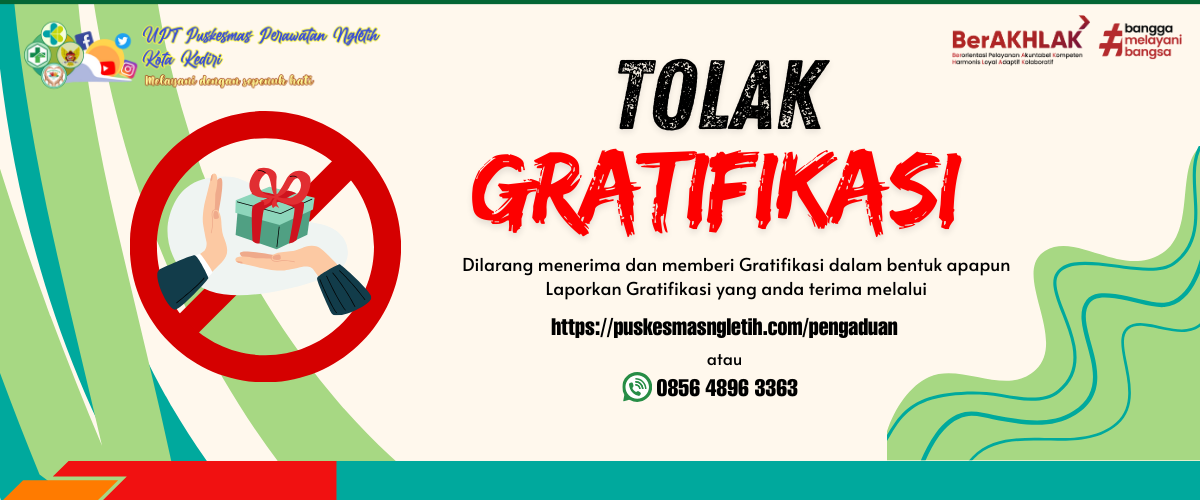 UPT Puskesmas Perawatan Ngletih
Kota Kediri
Melayani dengan sepenuh hati
BerAKHLAK
Berorientasi Pelayanan Akuntabel Kompeten
Harmonis Loyal Adaptif Kolaboratif
#bangga
melayani
bangsa
TOLAK
GRATIFIKASI
Dilarang menerima dan memberi Gratifikasi dalam bentuk apapun
Laporkan Gratifikasi yang anda terima melalui
https://puskesmasngletih.com/pengaduan
atau
0856 4896 3363